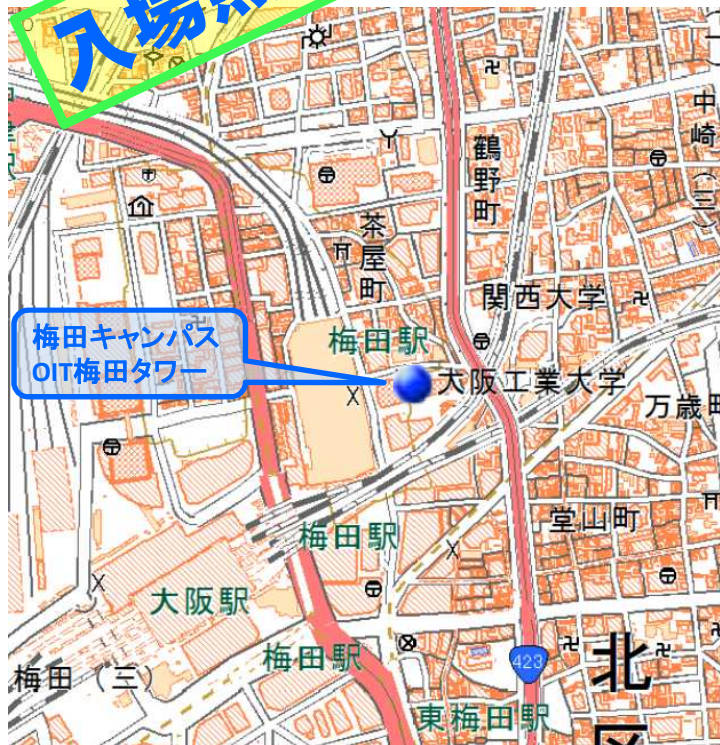 入場無
中崎(三)
鶴野町
茶屋町
関西大学
梅田キャンパス
OIT梅田タワー
梅田駅
大阪工業大学
万歳町
梅田駅
堂山町
大阪駅
梅田駅
423
北区
梅田(三)
東梅田駅